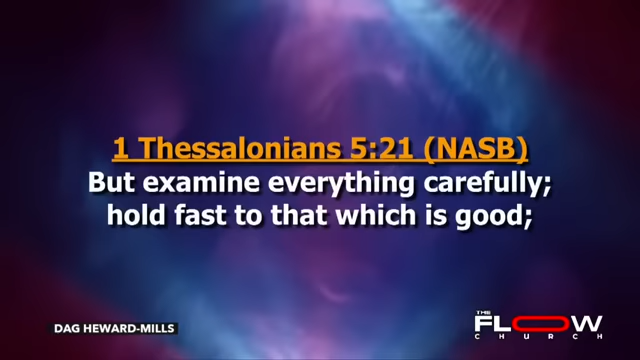 1 Thessalonians 5:21 (NASB)
But examine everything carefully;
hold fast to that which is good;
DAG HEWARD-MILLS
THE
FLOW
CHURCH